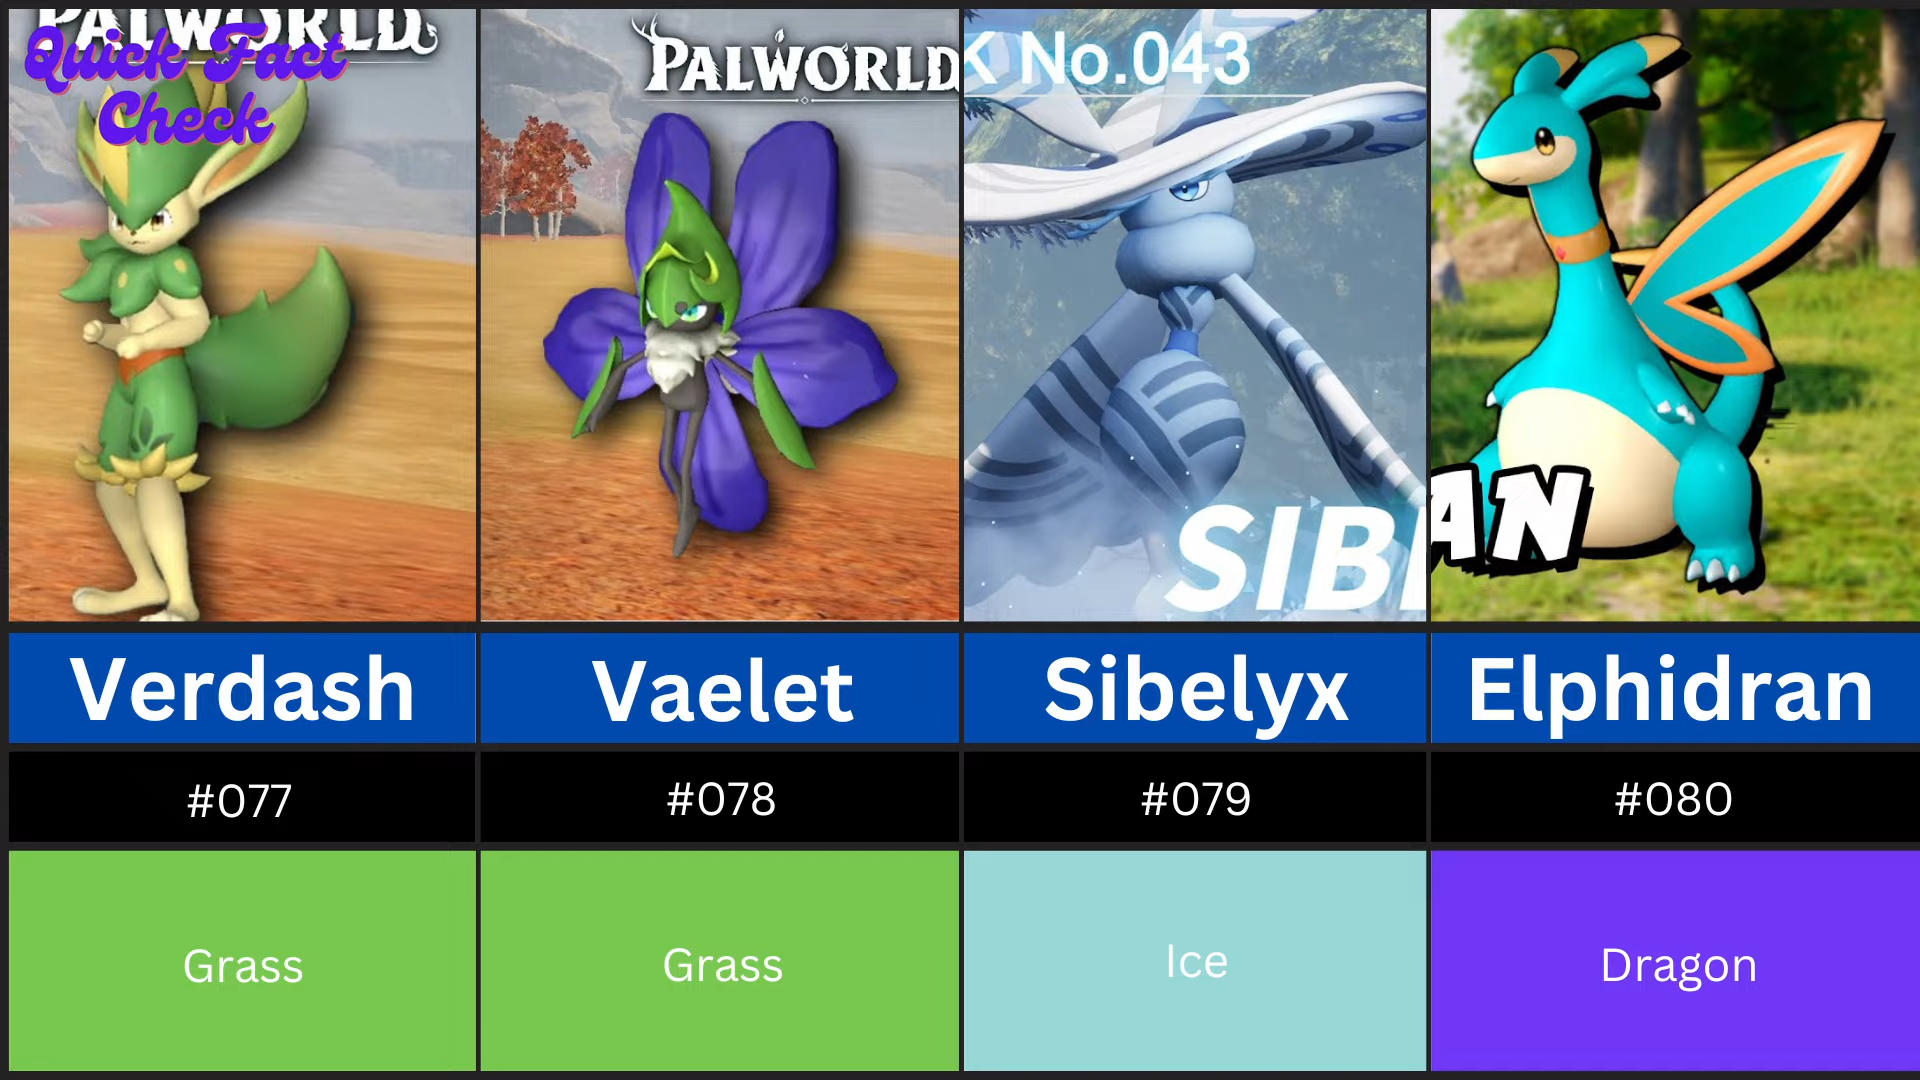 PALWORLD
Quick Fact
Check
PALWORLD
K No.043
SIB
AN
Verdash
Vaelet
Sibelyx
Elphidran
#077
#078
#079
#080
Grass
Grass
Ice
Dragon